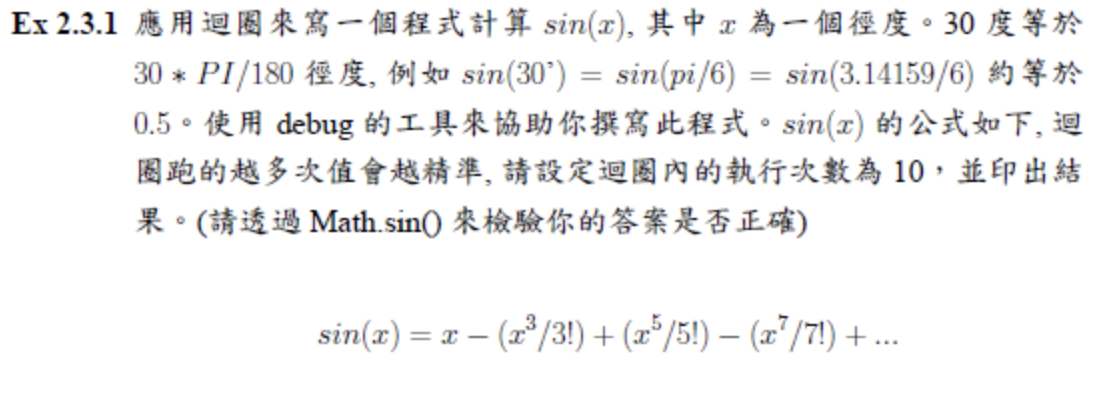 Ex 2.3.1 應用迴圈來寫一個程式計算 sin(x), 其中 x 為一個徑度。30 度等於
30 * PI/180 徑度, 例如 sin(30˚) = sin(pi/6) = sin(3.14159/6) 約等於
0.5。使用 debug 的工具來協助你撰寫此程式。sin(x) 的公式如下, 迴
圈跑的越多次值會越精準, 請設定迴圈內的執行次數為 10，並印出結
果。(請透過 Math.sin() 來檢驗你的答案是否正確)
sin(x) = x − (x³/3!) + (x⁵/5!) − (x⁷/7!) + ...